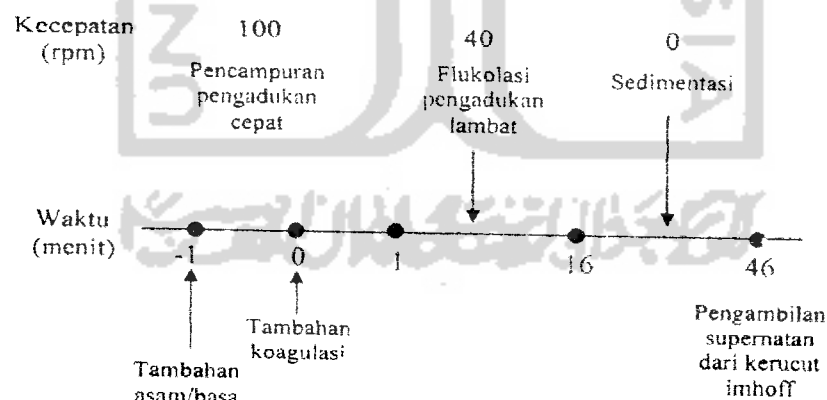 Kecepatan
(rpm)
100
40
0
Pencampuran
pengadukan
cepat
Flukolasi
pengadukan
lambat
Sedimentasi
Waktu
(menit)
-1
0
1
16
46
Tambahan
asam/basa
Tambahan
koagulasi
Pengambilan
supernatan
dari kerucut
imhoff